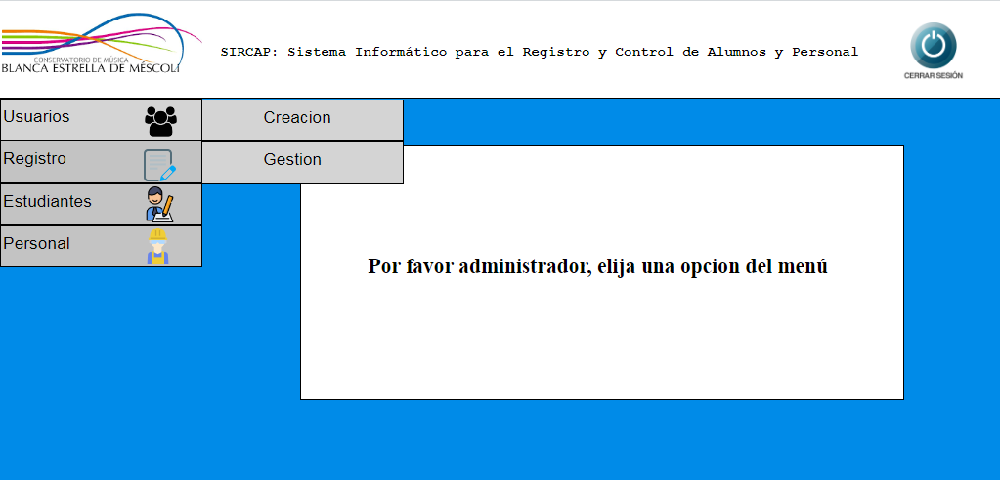 CONSERVATORIO DE MÚSICA
BLANCA ESTRELLA DE MÉSCOLI
SIRCAP: Sistema Informático para el Registro y Control de Alumnos y Personal
CERRAR SESIÓN
Usuarios
Creacion
Registro
Gestion
Estudiantes
Personal
Por favor administrador, elija una opcion del menú